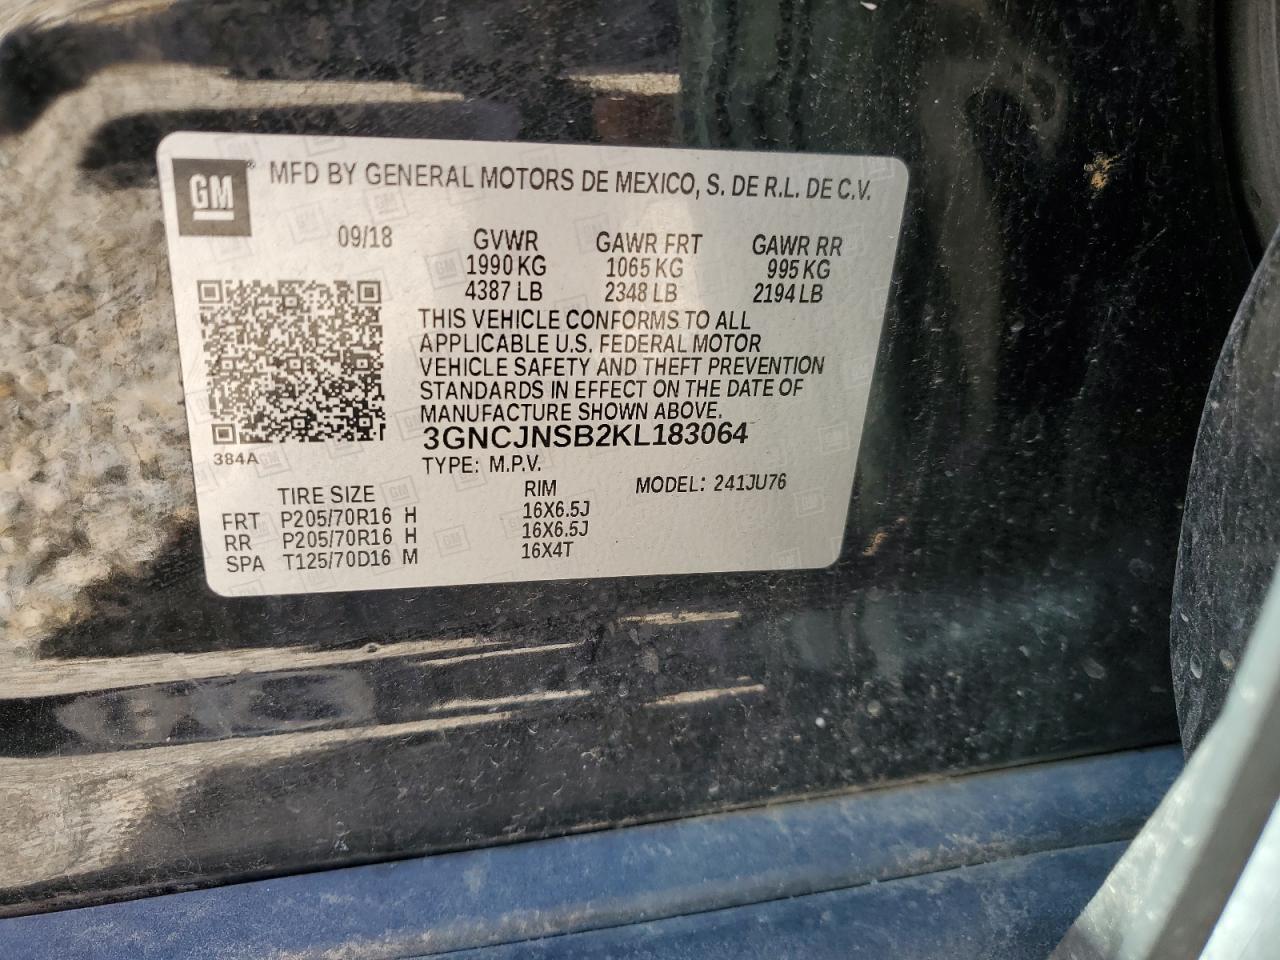 GM MFD BY GENERAL MOTORS DE MEXICO, S. DE R.L. DE C.V.
09/18 GVWR GAWR FRT GAWR RR
1990 KG 1065 KG 995 KG
4387 LB 2348 LB 2194 LB
THIS VEHICLE CONFORMS TO ALL
APPLICABLE U.S. FEDERAL MOTOR
VEHICLE SAFETY AND THEFT PREVENTION
STANDARDS IN EFFECT ON THE DATE OF
MANUFACTURE SHOWN ABOVE.
3GNCJNSB2KL183064
384A
TYPE: M.P.V.
TIRE SIZE RIM MODEL: 241JU76
FRT P205/70R16 H 16X6.5J
RR P205/70R16 H 16X6.5J
SPA T125/70D16 M 16X4T